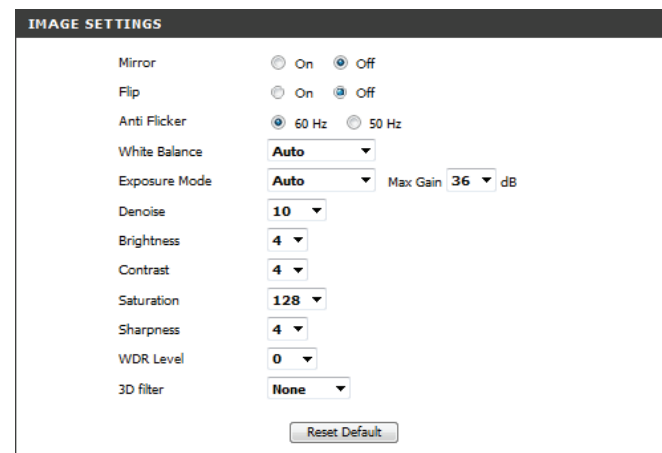 IMAGE SETTINGS
Mirror On Off
Flip On Off
Anti Flicker 60 Hz 50 Hz
White Balance Auto
Exposure Mode Auto Max Gain 36 dB
Denoise 10
Brightness 4
Contrast 4
Saturation 128
Sharpness 4
WDR Level 0
3D filter None
Reset Default